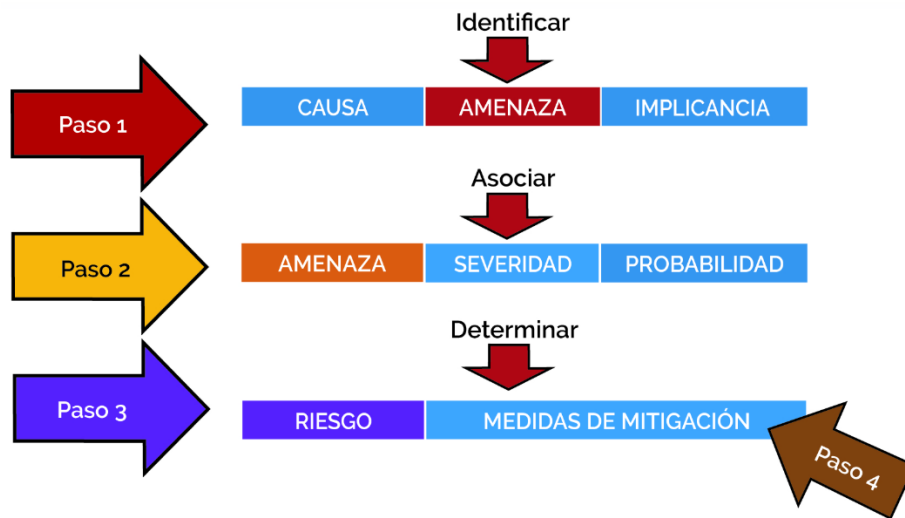 Identificar
Paso 1
CAUSA AMENAZA IMPLICANCIA
Asociar
Paso 2
AMENAZA SEVERIDAD PROBABILIDAD
Determinar
Paso 3
RIESGO MEDIDAS DE MITIGACIÓN
Paso 4